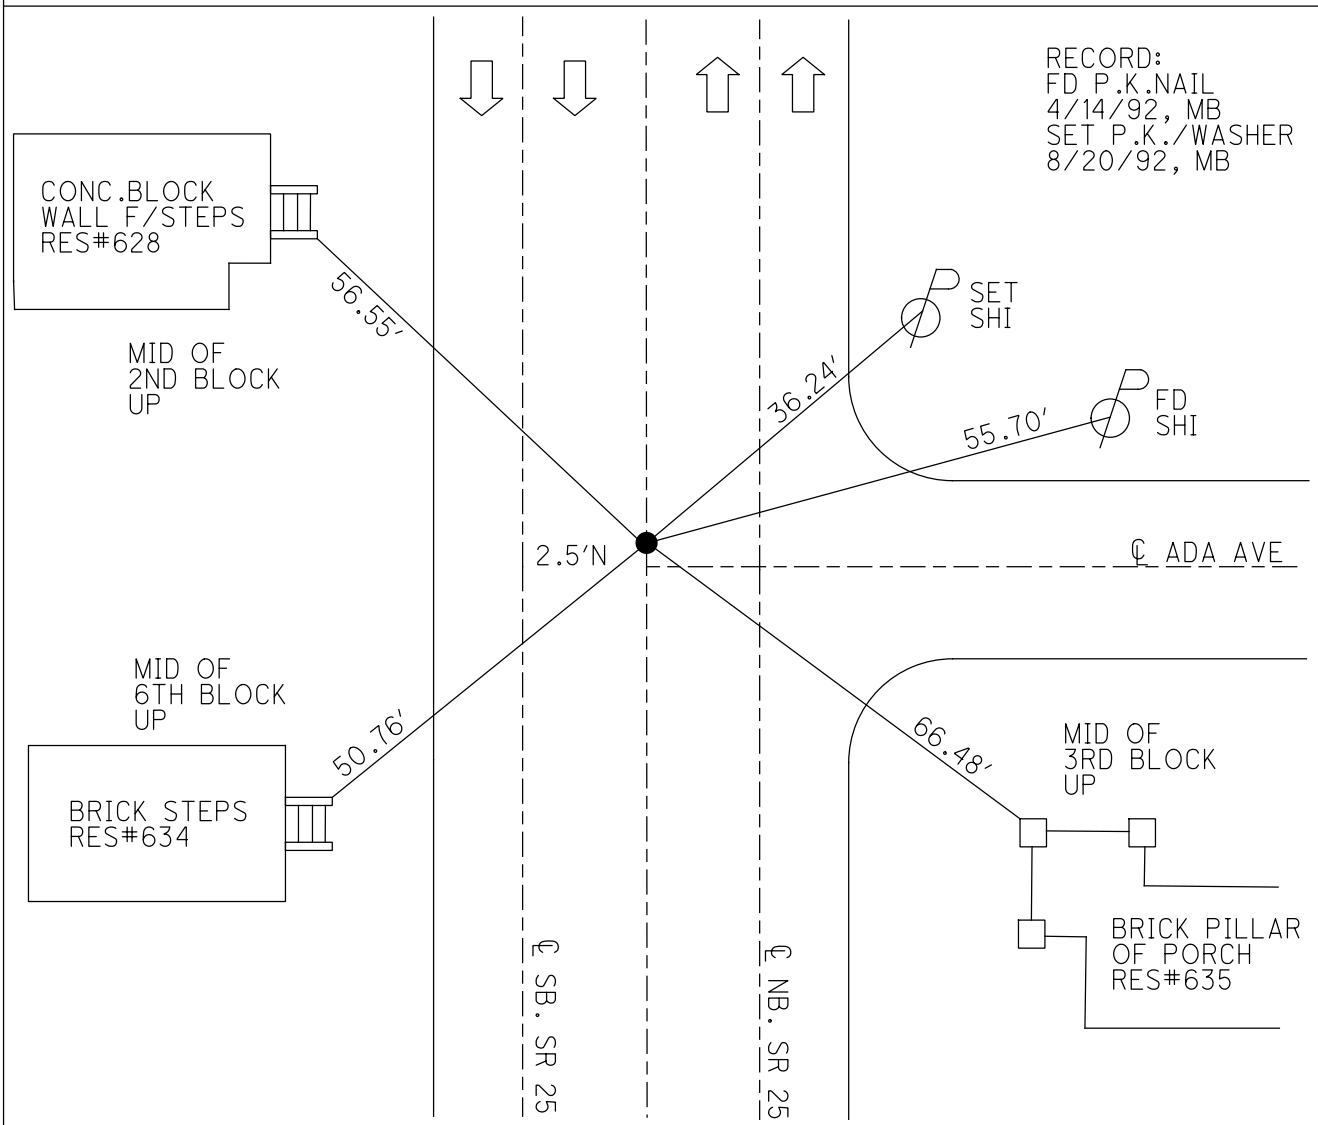 RECORD:
FD P.K.NAIL
4/14/92, MB
SET P.K./WASHER
8/20/92, MB
CONC.BLOCK
WALL F/STEPS
RES#628
56.55'
MID OF
2ND BLOCK
UP
SET
SHI
36.24'
FD
SHI
55.70'
2.5'N
℄ ADA AVE
MID OF
6TH BLOCK
UP
50.76'
BRICK STEPS
RES#634
66.48'
MID OF
3RD BLOCK
UP
BRICK PILLAR
OF PORCH
RES#635
℄ SB. SR 25
℄ NB. SR 25